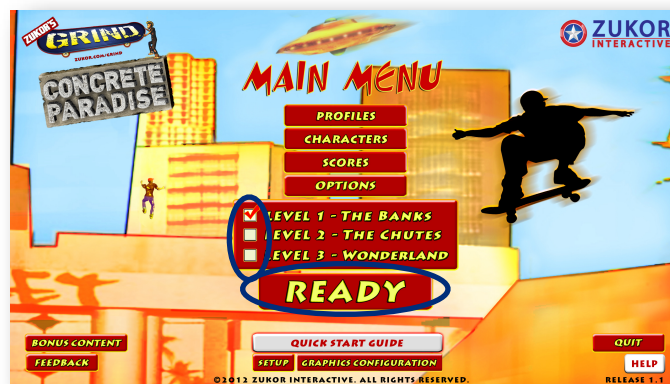 ZUKOR'S
GRIND
ZUKOR.COM/GRIND
CONCRETE
PARADISE
ZUKOR
INTERACTIVE
MAIN MENU
PROFILES
CHARACTERS
SCORES
OPTIONS
LEVEL 1 - THE BANKS
LEVEL 2 - THE CHUTES
LEVEL 3 - WONDERLAND
READY
BONUS CONTENT
QUICK START GUIDE
QUIT
FEEDBACK
SETUP
GRAPHICS CONFIGURATION
HELP
©2012 ZUKOR INTERACTIVE. ALL RIGHTS RESERVED.
RELEASE 1.1